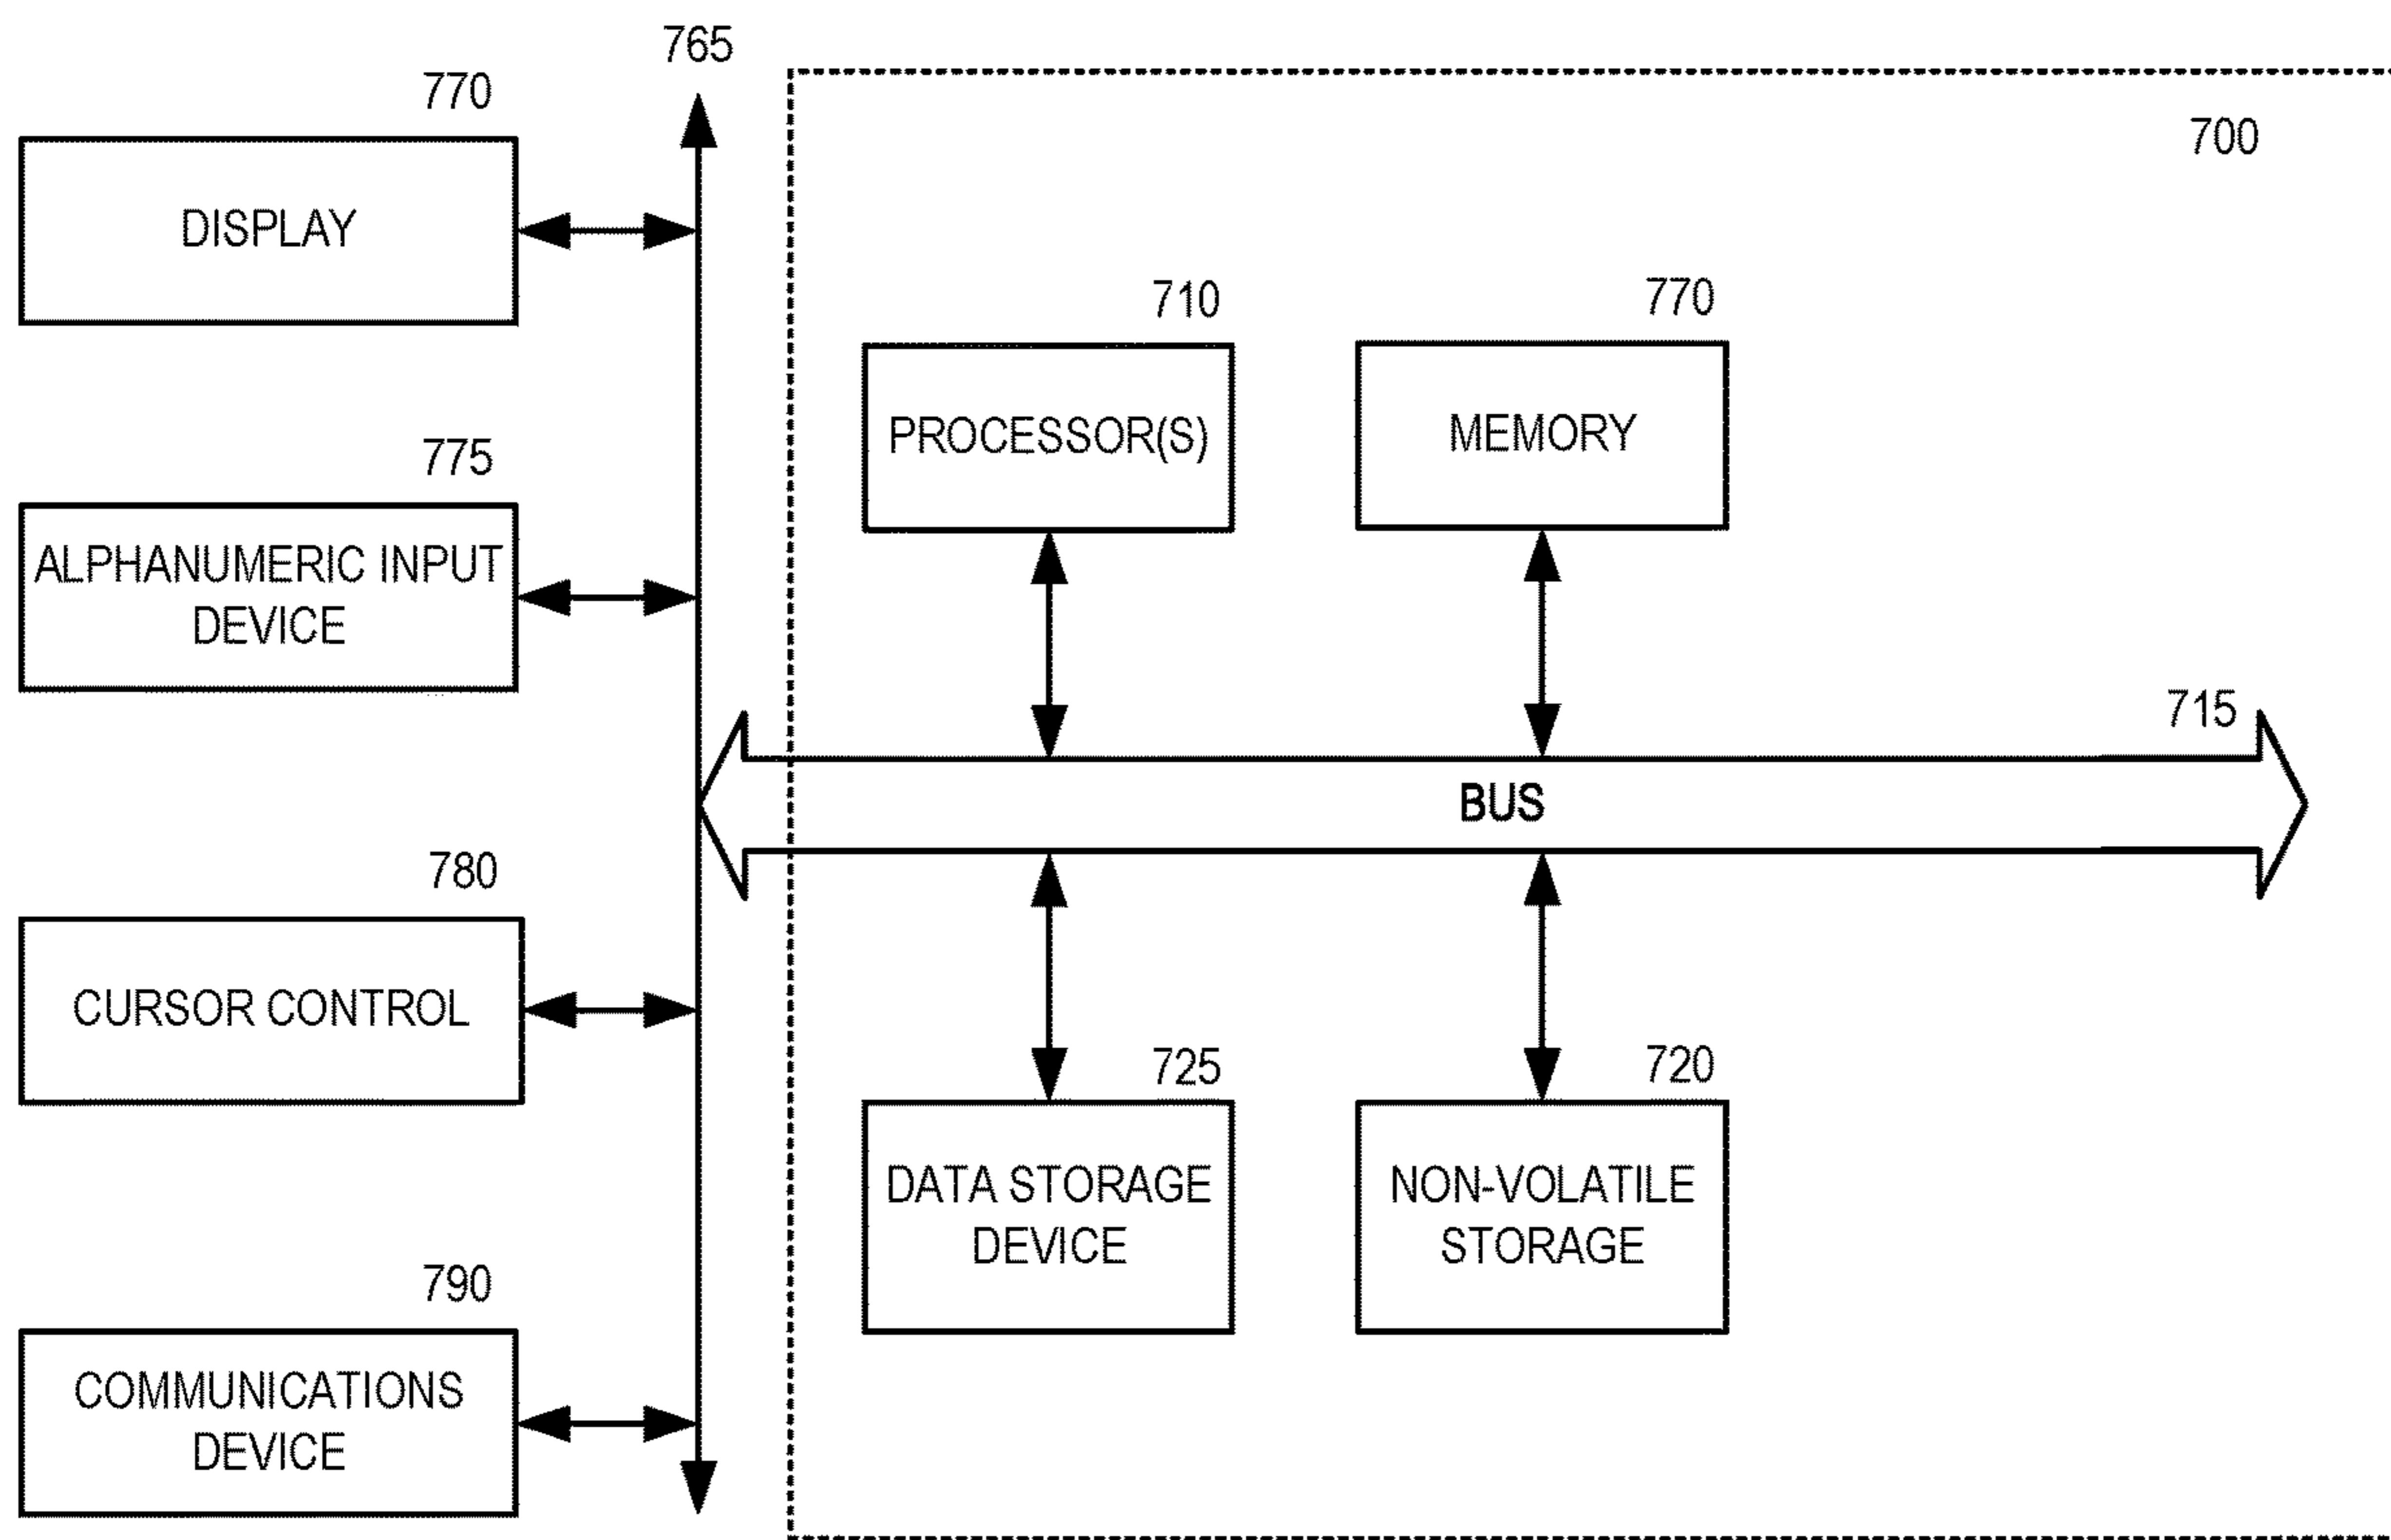 765
770
700
DISPLAY
710
770
PROCESSOR(S)
MEMORY
775
ALPHANUMERIC INPUT
DEVICE
715
BUS
780
CURSOR CONTROL
725
720
DATA STORAGE
DEVICE
NON-VOLATILE
STORAGE
790
COMMUNICATIONS
DEVICE